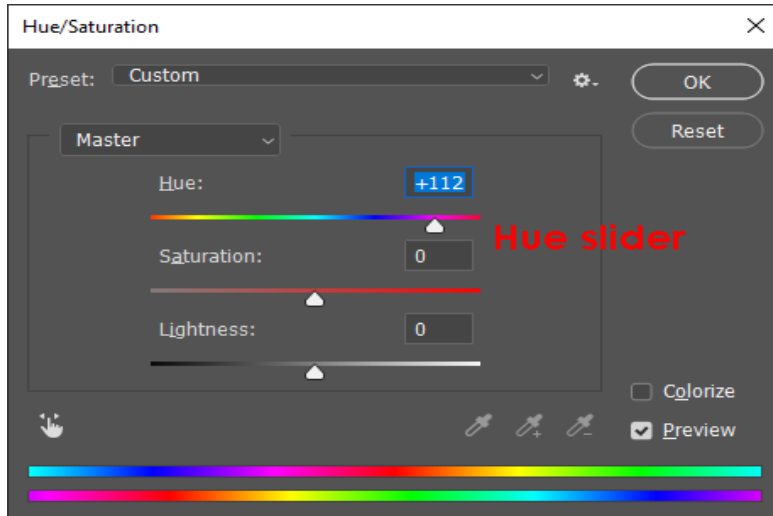 Hue/Saturation
Preset: Custom
OK
Master
Reset
Hue: +112
Hue slider
Saturation: 0
Lightness: 0
Colorize
Preview